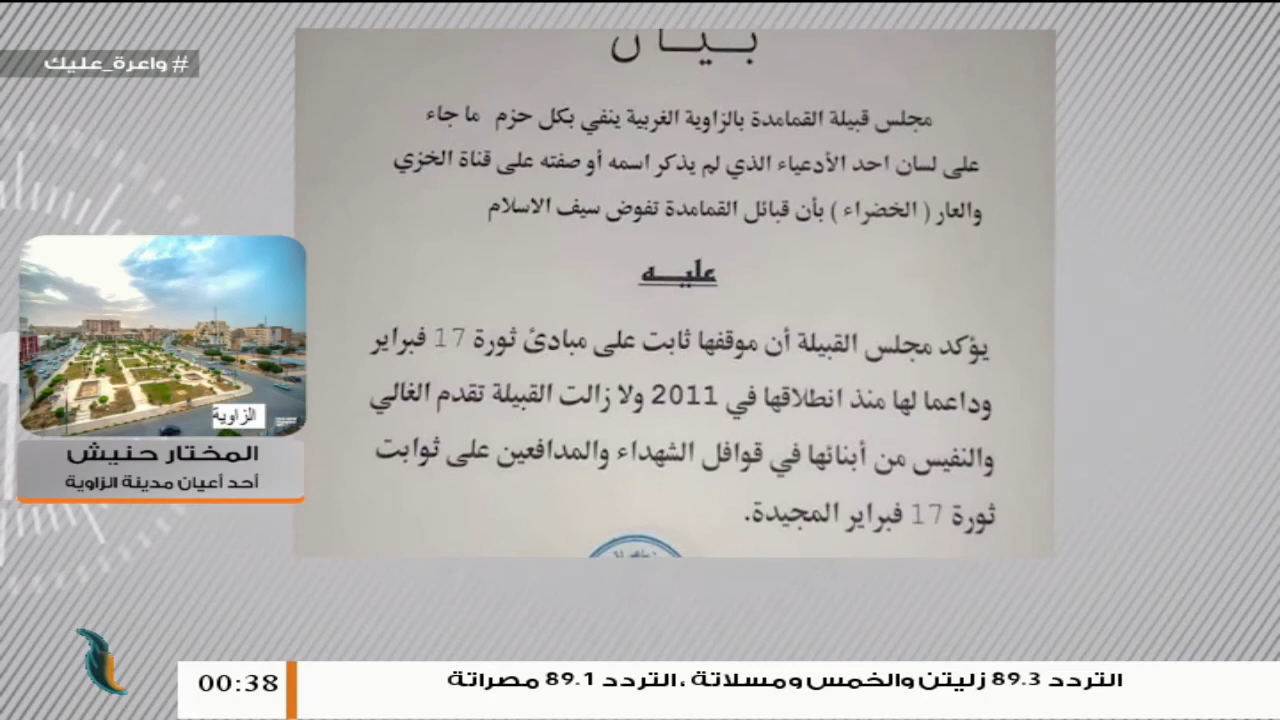 #واعرة_عليك
بيان
مجلس قبيلة القمامدة بالزاوية الغربية ينفي بكل حزم ما جاء
على لسان احد الأدعياء الذي لم يذكر اسمه أو صفته على قناة الخزي
والعار ( الخضراء ) بأن قبائل القمامدة تفوض سيف الاسلام
عليه
يؤكد مجلس القبيلة أن موقفها ثابت على مبادئ ثورة 17 فبراير
وداعما لها منذ انطلاقها في 2011 ولا زالت القبيلة تقدم الغالي
والنفيس من أبنائها في قوافل الشهداء والمدافعين على ثوابت
ثورة 17 فبراير المجيدة.
الزاوية
المختار حنيش
أحد أعيان مدينة الزاوية
التردد 89.3 زليتن والخمس ومسلاتة ، التردد 89.1 مصراتة
00:38